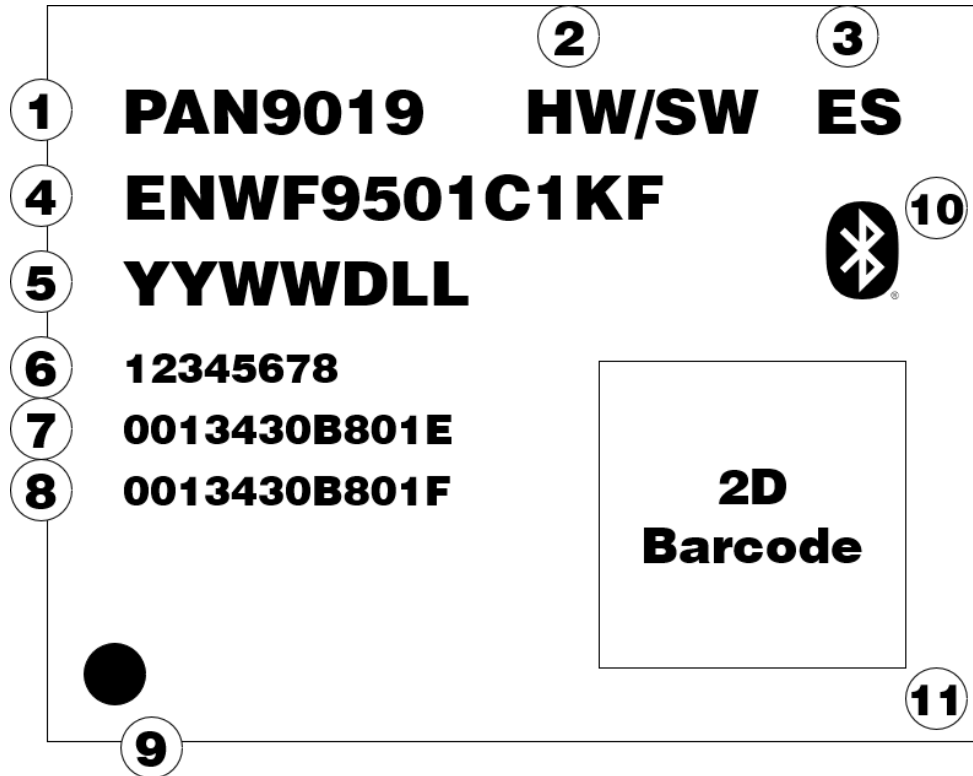 2 3
1 PAN9019 HW/SW ES
4 ENWF9501C1KF
10
5 YYWWDLL
®
6 12345678
7 0013430B801E
8 0013430B801F
2D
Barcode
11
9